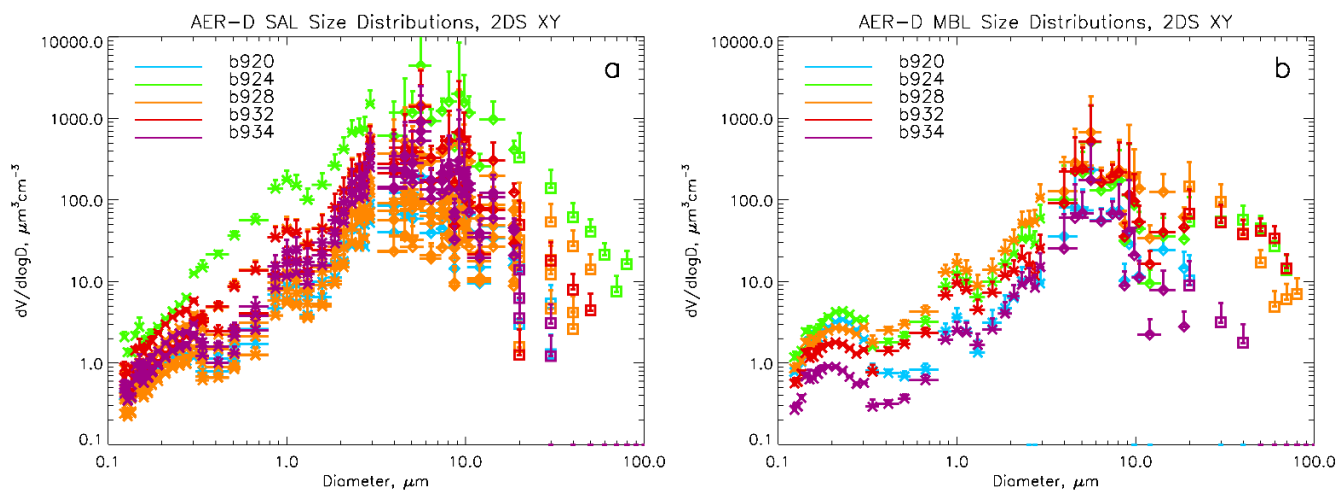 AER-D SAL Size Distributions, 2DS XY
10000.0
1000.0
100.0
10.0
1.0
0.1
dV/dlogD, μm³cm⁻³
b920
b924
b928
b932
b934
a
0.1
1.0
10.0
100.0
Diameter, μm
AER-D MBL Size Distributions, 2DS XY
10000.0
1000.0
100.0
10.0
1.0
0.1
dV/dlogD, μm³cm⁻³
b920
b924
b928
b932
b934
b
0.1
1.0
10.0
100.0
Diameter, μm